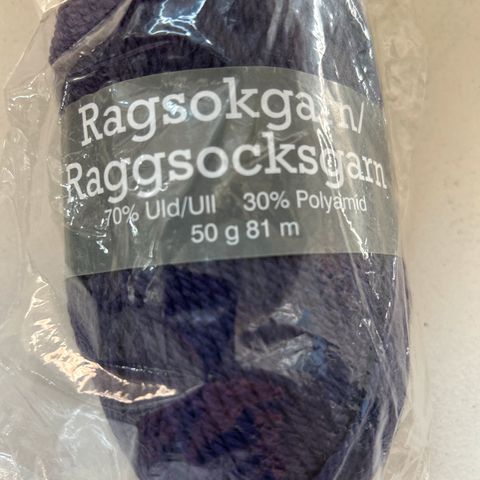 Ragsokgarn/
Raggsocksgarn
70% Uld/Ull 30% Polyamid
50 g 81 m